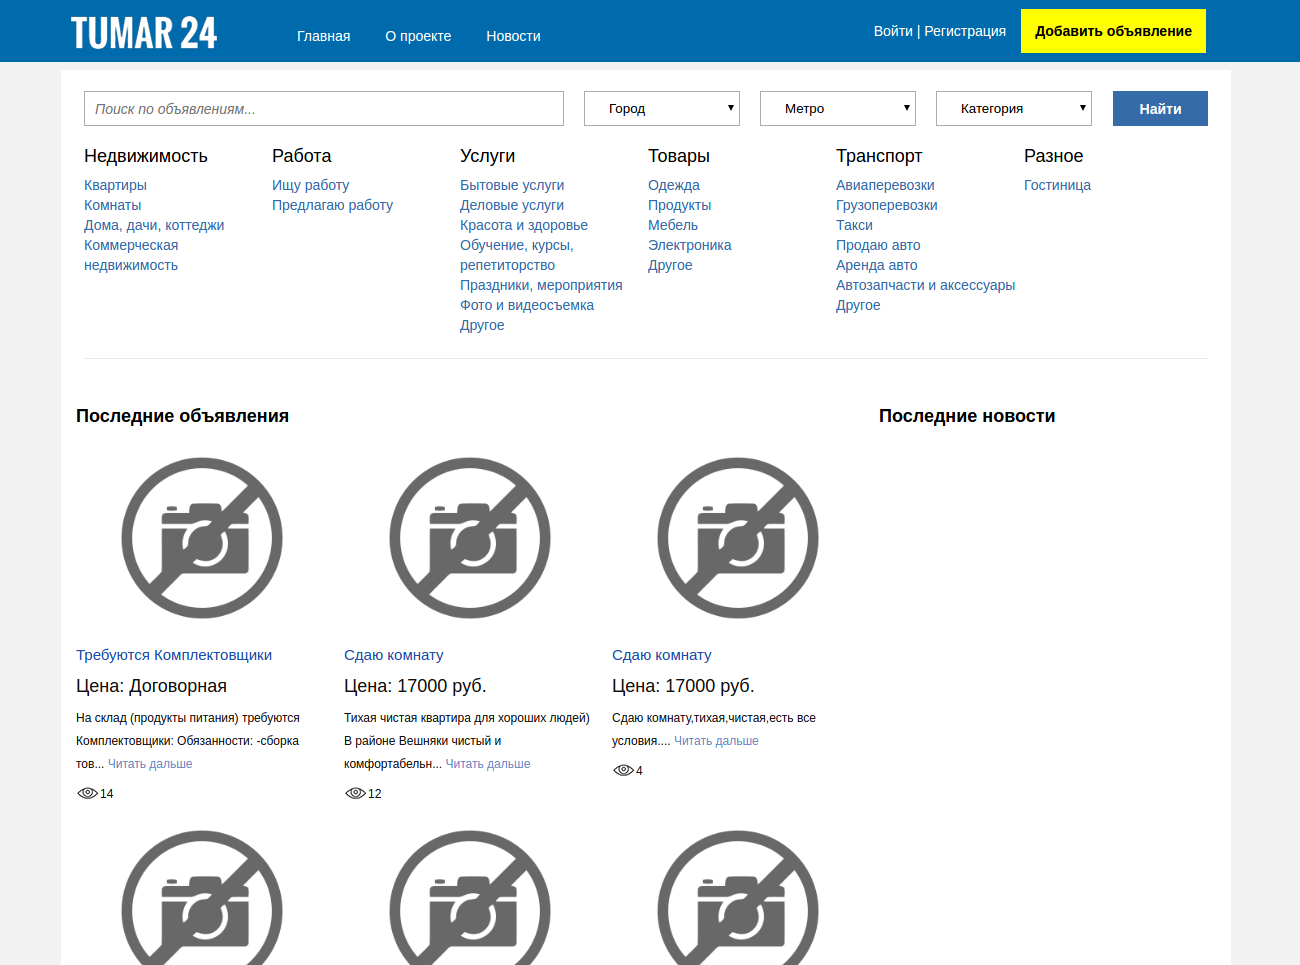 TUMAR 24
Главная О проекте Новости
Войти | Регистрация
Добавить объявление
Поиск по объявлениям...
Город
Метро
Категория
Найти
Недвижимость
Квартиры
Комнаты
Дома, дачи, коттеджи
Коммерческая
недвижимость
Работа
Ищу работу
Предлагаю работу
Услуги
Бытовые услуги
Деловые услуги
Красота и здоровье
Обучение, курсы,
репетиторство
Праздники, мероприятия
Фото и видеосъемка
Другое
Товары
Одежда
Продукты
Мебель
Электроника
Другое
Транспорт
Авиаперевозки
Грузоперевозки
Такси
Продаю авто
Аренда авто
Автозапчасти и аксессуары
Другое
Разное
Гостиница
Последние объявления
Требуются Комплектовщики
Цена: Договорная
На склад (продукты питания) требуются
Комплектовщики: Обязанности: -сборка
тов... Читать дальше
14
Сдаю комнату
Цена: 17000 руб.
Тихая чистая квартира для хороших людей)
В районе Вешняки чистый и
комфортабельн... Читать дальше
12
Сдаю комнату
Цена: 17000 руб.
Сдаю комнату,тихая,чистая,есть все
условия.... Читать дальше
4
Последние новости